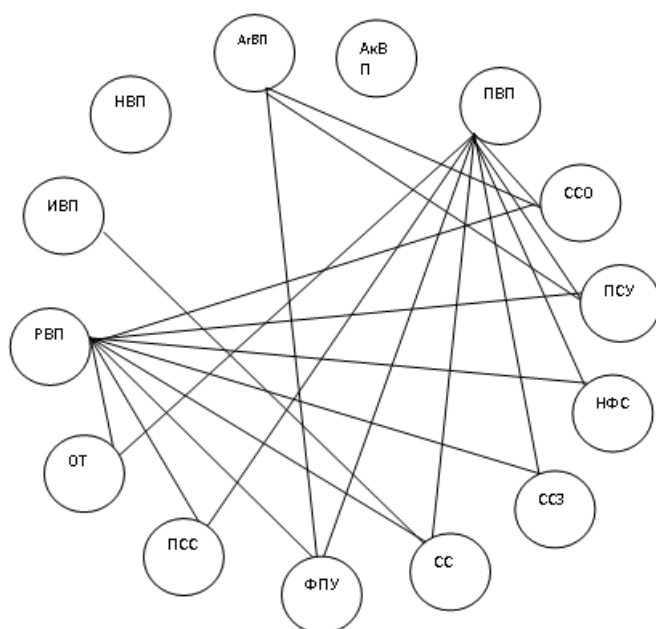 АгВП
АкВ
П
ПВП
НВП
ССО
ИВП
ПСУ
РВП
НФС
ОТ
ССЗ
ПСС
СС
ФПУ